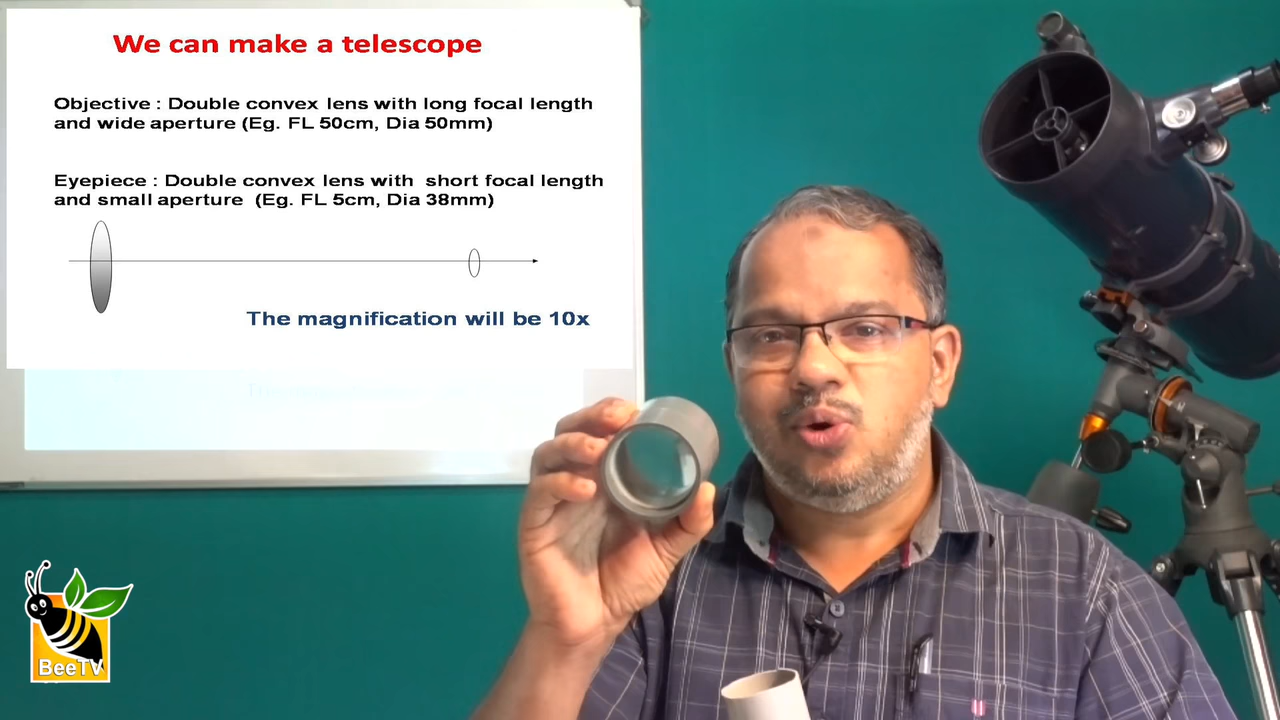 We can make a telescope
Objective : Double convex lens with long focal length
and wide aperture (Eg. FL 50cm, Dia 50mm)
Eyepiece : Double convex lens with  short focal length
and small aperture  (Eg. FL 5cm, Dia 38mm)
The magnification will be 10x
BeeTV